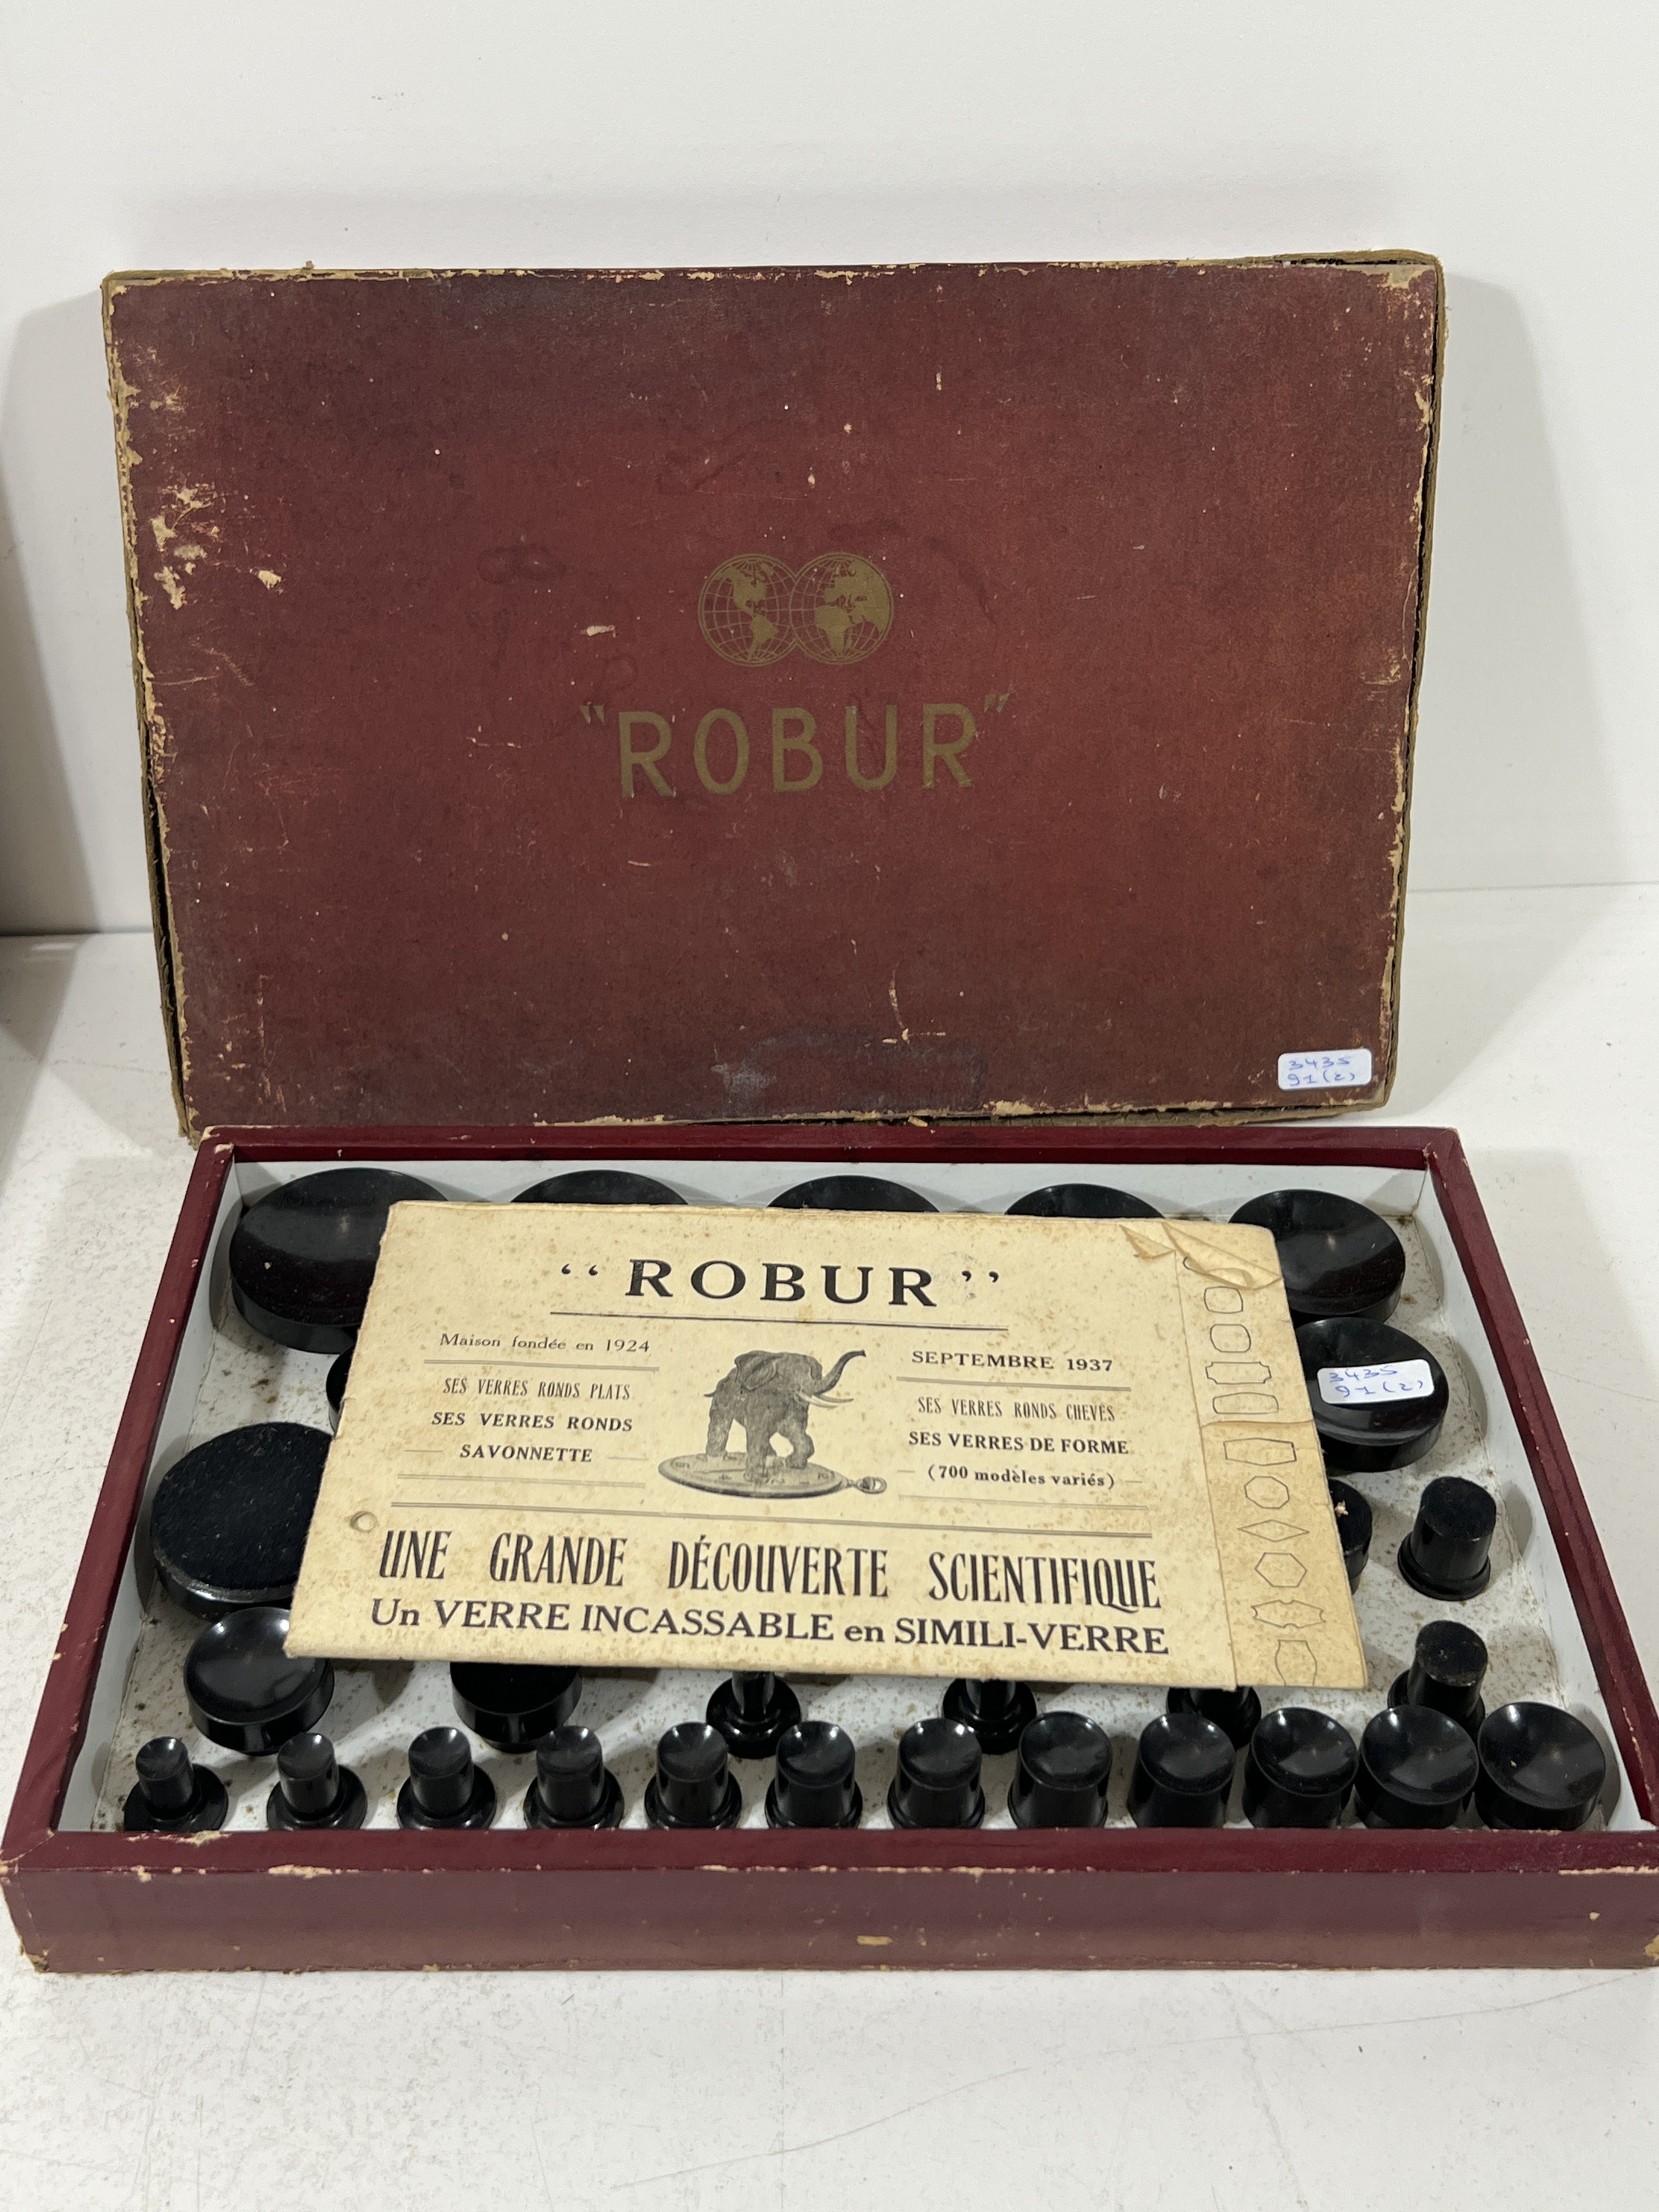 "ROBUR"
3435
91(2)
"ROBUR"
Maison fondée en 1924
SES VERRES RONDS PLATS
SES VERRES RONDS
SAVONNETTE
SEPTEMBRE 1937
SES VERRES RONDS CHEVÉS
SES VERRES DE FORME
(700 modèles variés)
UNE GRANDE DÉCOUVERTE SCIENTIFIQUE
Un VERRE INCASSABLE en SIMILI-VERRE
3435
91(2)